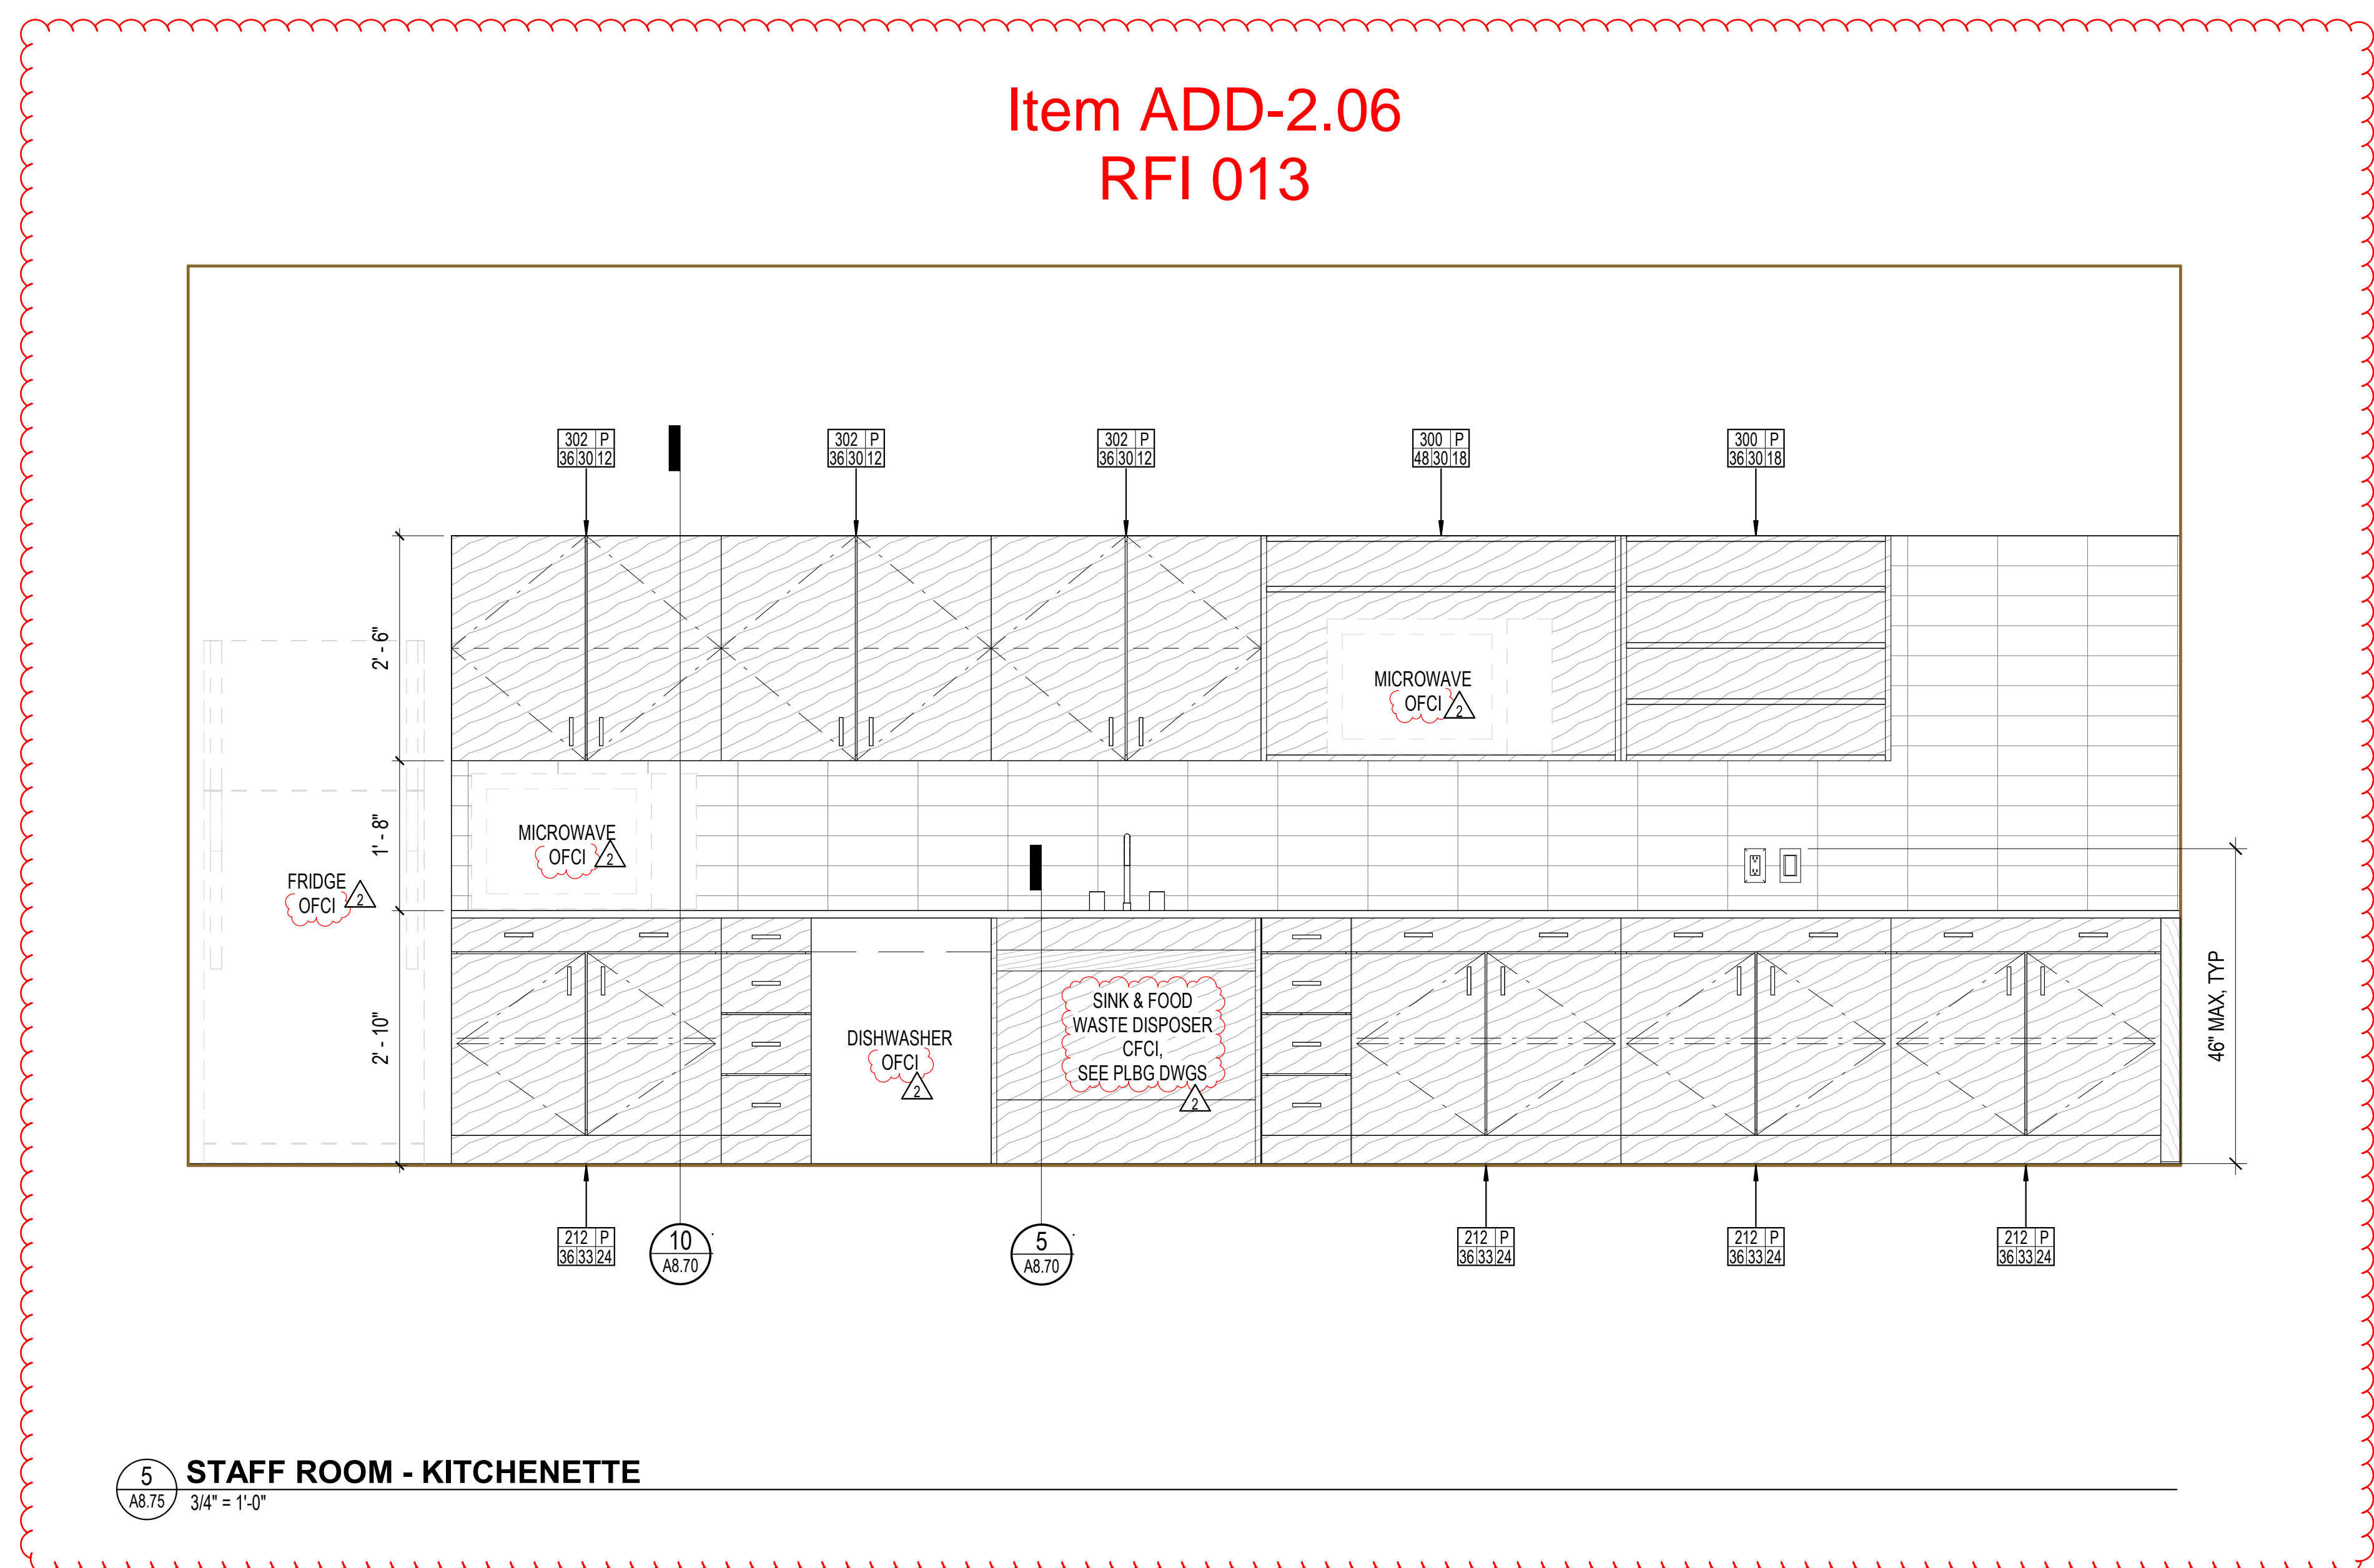 Item ADD-2.06
RFI 013
302 P
36 30 12
302 P
36 30 12
302 P
36 30 12
300 P
48 30 18
300 P
36 30 18
2' - 6"
1' - 8"
2' - 10"
MICROWAVE
OFCI 2
MICROWAVE
OFCI 2
FRIDGE
OFCI 2
DISHWASHER
OFCI
2
SINK & FOOD
WASTE DISPOSER
CFCI,
SEE PLBG DWGS
2
46" MAX, TYP
212 P
36 33 24
10
A8.70
5
A8.70
212 P
36 33 24
212 P
36 33 24
212 P
36 33 24
5
A8.75
STAFF ROOM - KITCHENETTE
3/4" = 1'-0"